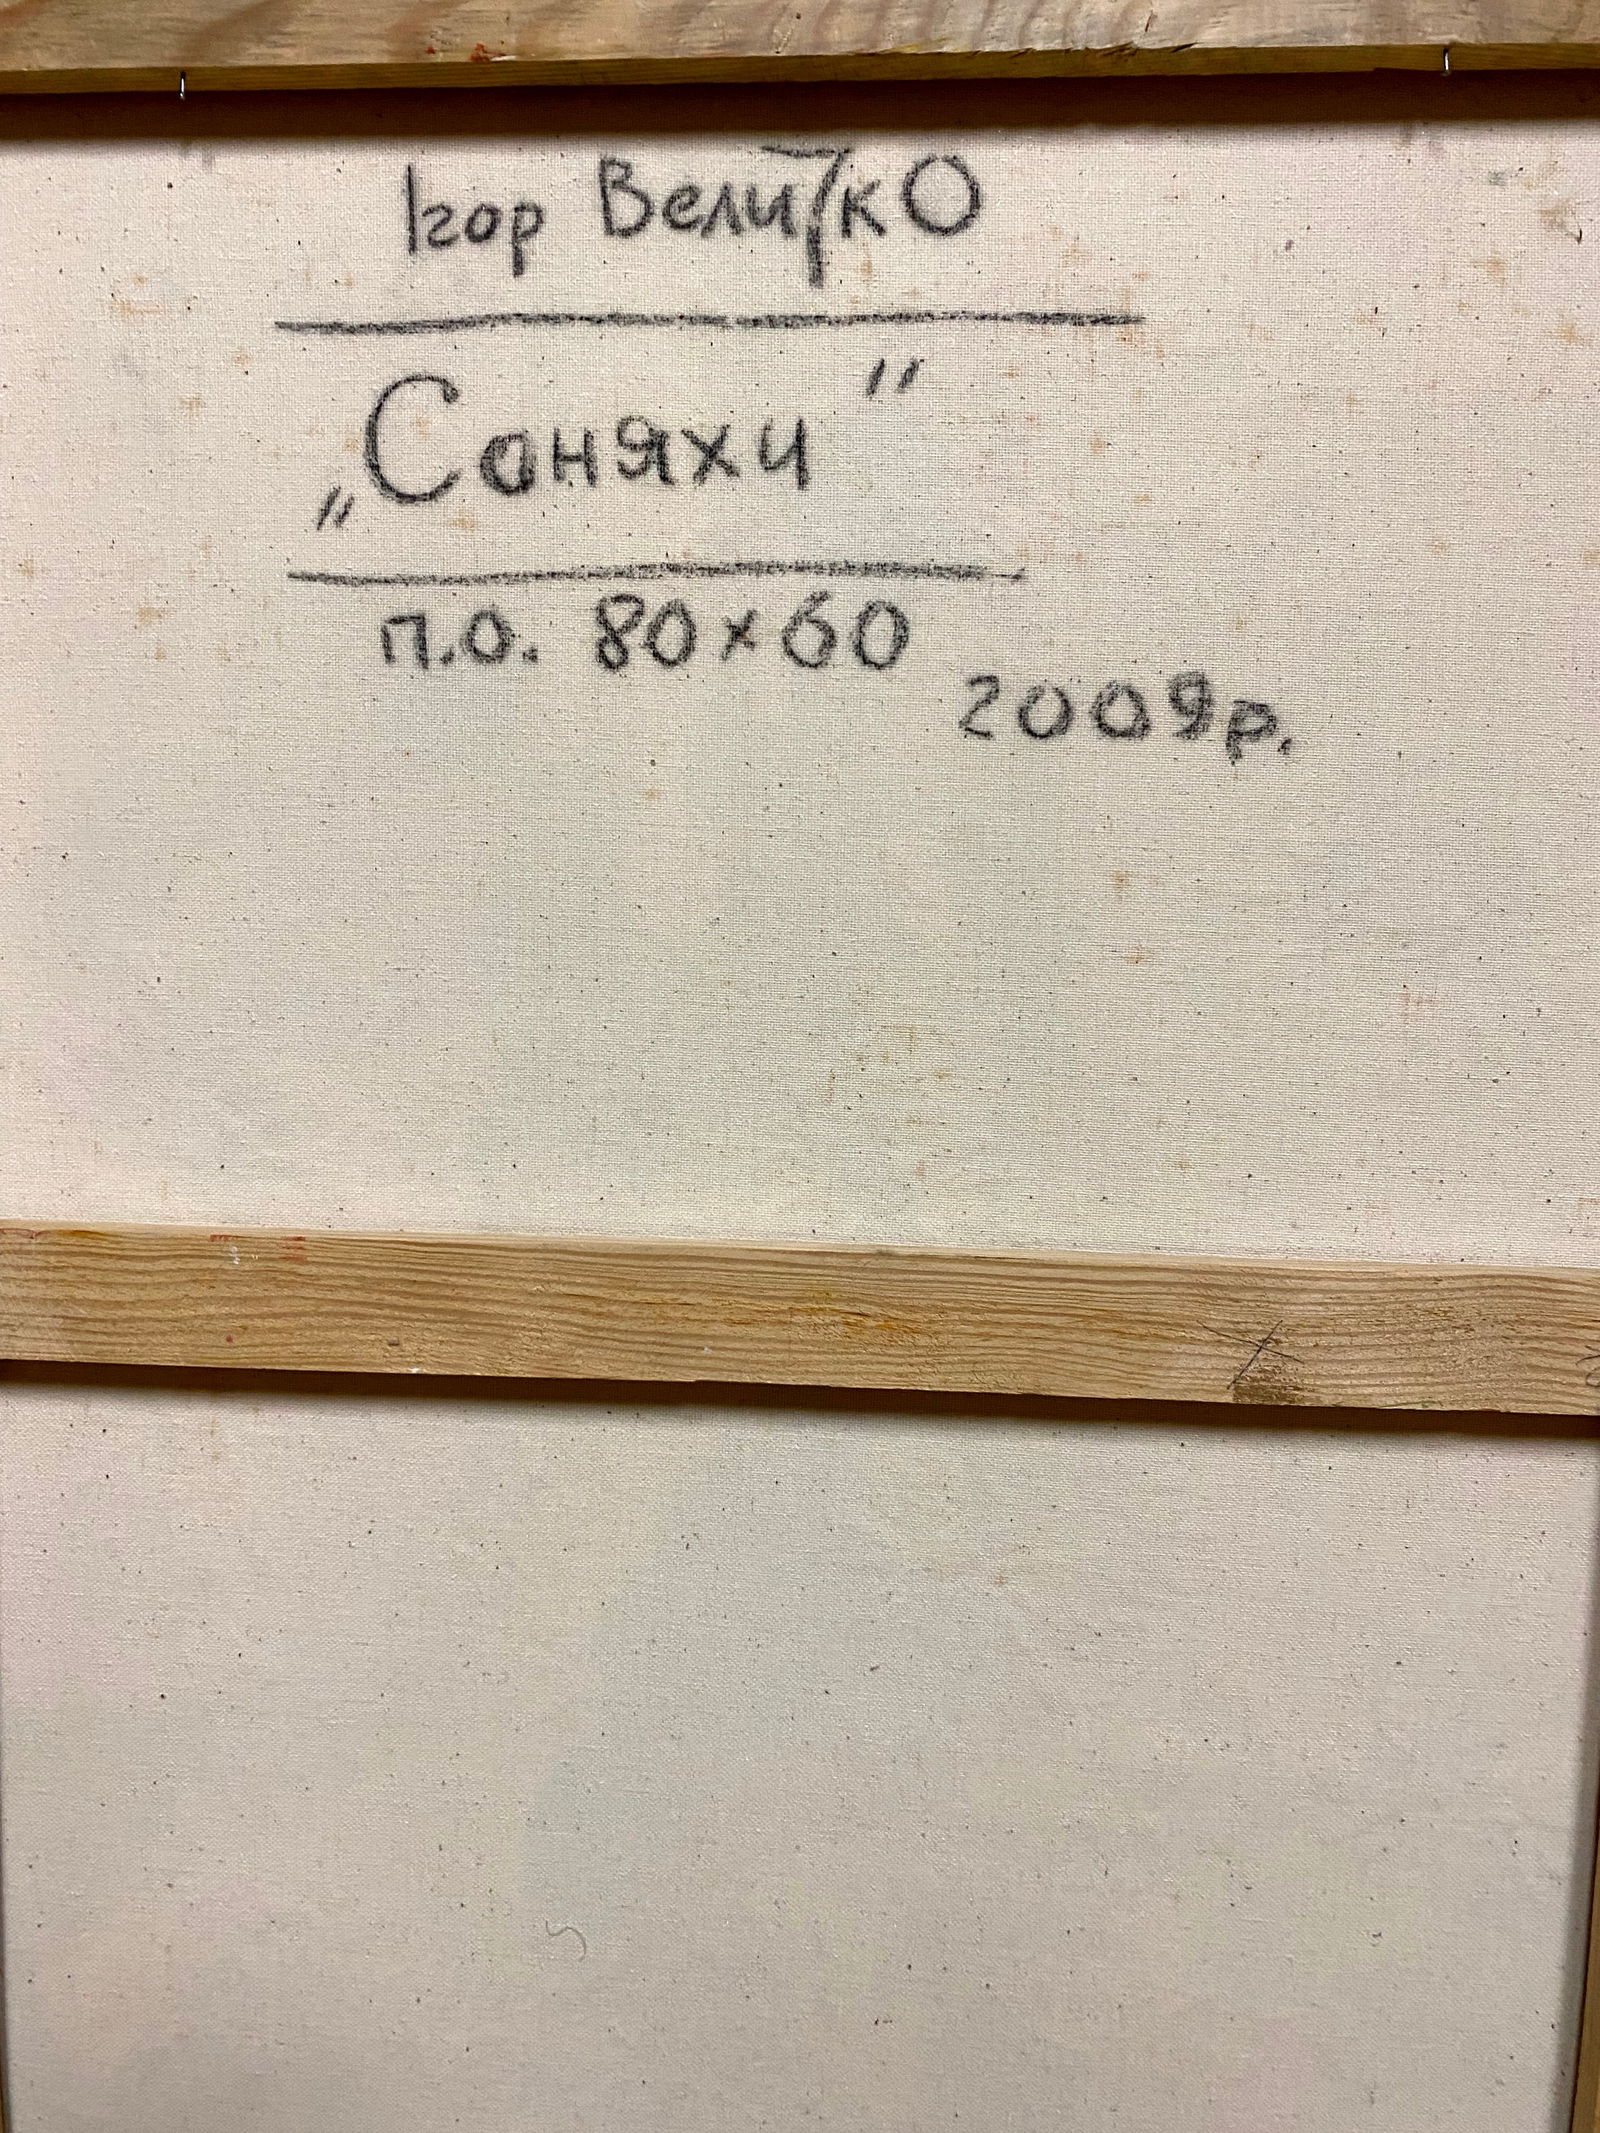 Ігор Величко
„Соняхи"
п.о. 80×60
2009р.